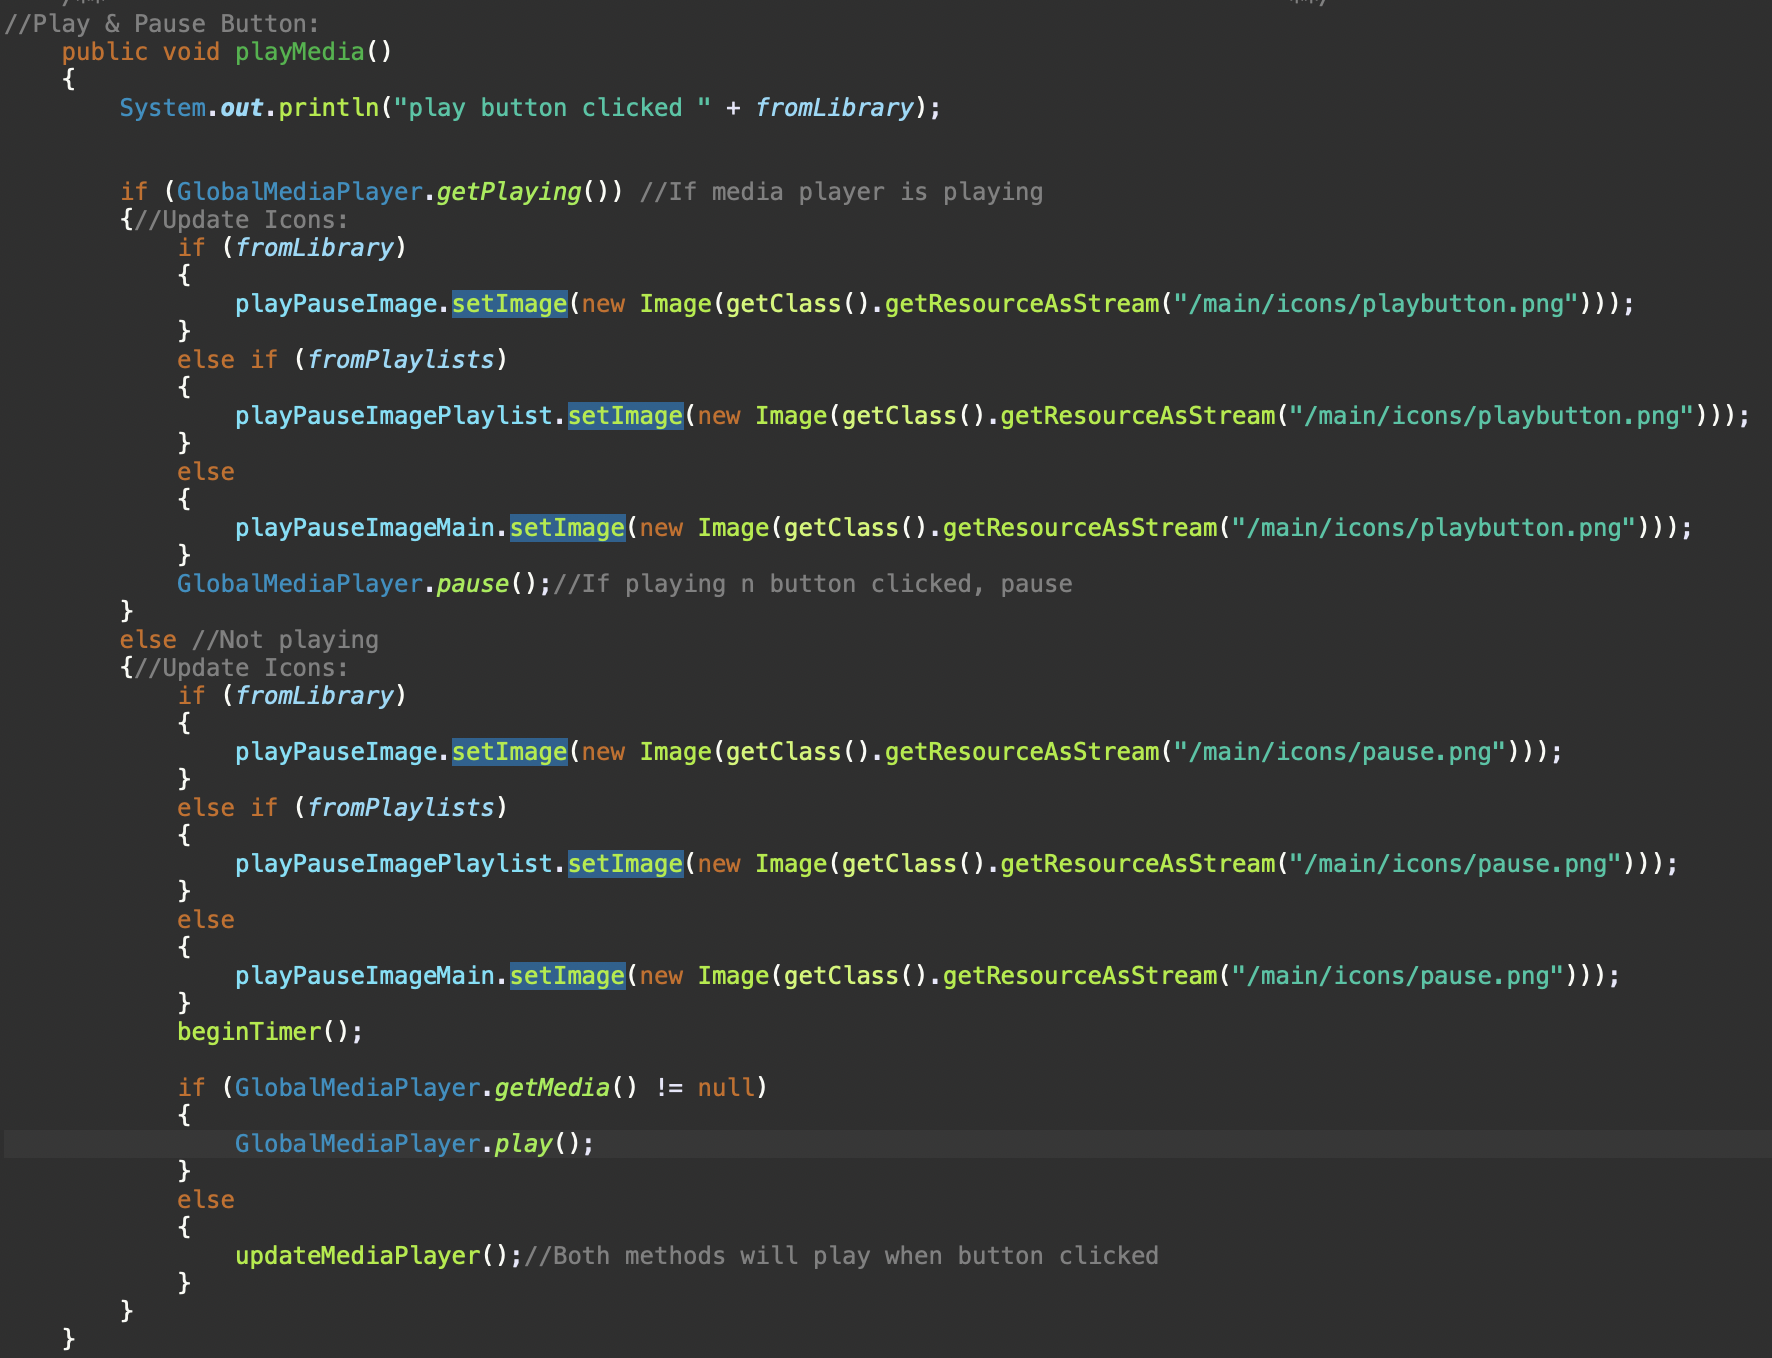 //Play & Pause Button:
public void playMedia()
{
System.out.println("play button clicked " + fromLibrary);
if (GlobalMediaPlayer.getPlaying()) //If media player is playing
{//Update Icons:
if (fromLibrary)
{
playPauseImage.setImage(new Image(getClass().getResourceAsStream("/main/icons/playbutton.png")));
}
else if (fromPlaylists)
{
playPauseImagePlaylist.setImage(new Image(getClass().getResourceAsStream("/main/icons/playbutton.png")));
}
else
{
playPauseImageMain.setImage(new Image(getClass().getResourceAsStream("/main/icons/playbutton.png")));
}
GlobalMediaPlayer.pause();//If playing n button clicked, pause
}
else //Not playing
{//Update Icons:
if (fromLibrary)
{
playPauseImage.setImage(new Image(getClass().getResourceAsStream("/main/icons/pause.png")));
}
else if (fromPlaylists)
{
playPauseImagePlaylist.setImage(new Image(getClass().getResourceAsStream("/main/icons/pause.png")));
}
else
{
playPauseImageMain.setImage(new Image(getClass().getResourceAsStream("/main/icons/pause.png")));
}
beginTimer();
if (GlobalMediaPlayer.getMedia() != null)
{
GlobalMediaPlayer.play();
}
else
{
updateMediaPlayer();//Both methods will play when button clicked
}
}
}